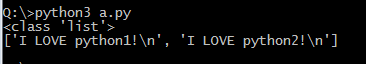 Q:\>python3 a.py
<class 'list'>
['I LOVE python1!\n', 'I LOVE python2!\n']